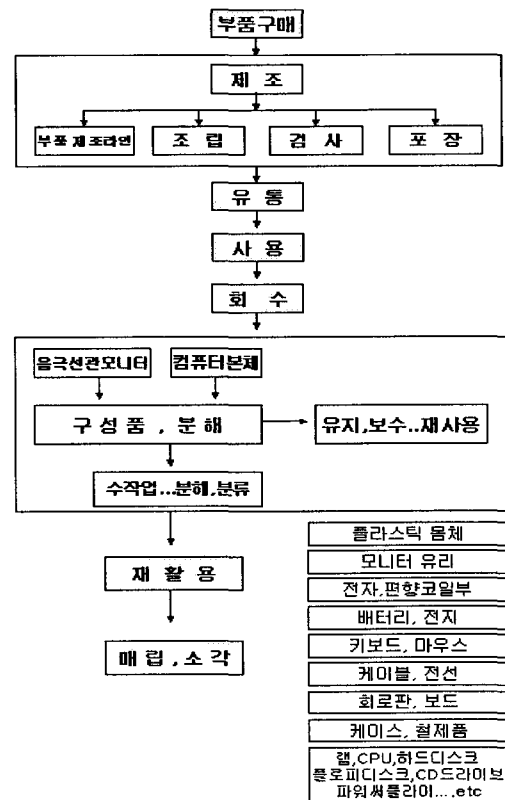 부품구매
제 조
부품 제조라인
조 립
검 사
포 장
유 통
사 용
회 수
음극선관모니터
컴퓨터본체
구 성 품 , 분 해
유지,보수..재사용
수작업...분해,분류
재 활 용
매 립 , 소 각
플라스틱 몸체
모니터 유리
전자,편향코일부
배터리, 전지
키보드, 마우스
케이블, 전선
회로판, 보드
케이스, 철제품
램,CPU,하드디스크
플로피디스크,CD드라이브
파워써플라이....etc